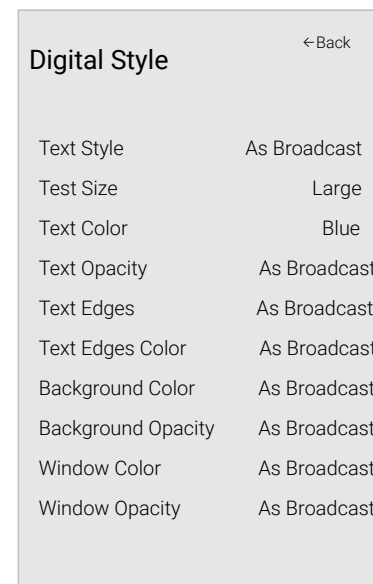 ←Back
Digital Style
Text Style As Broadcast
Test Size Large
Text Color Blue
Text Opacity As Broadcast
Text Edges As Broadcast
Text Edges Color As Broadcast
Background Color As Broadcast
Background Opacity As Broadcast
Window Color As Broadcast
Window Opacity As Broadcast